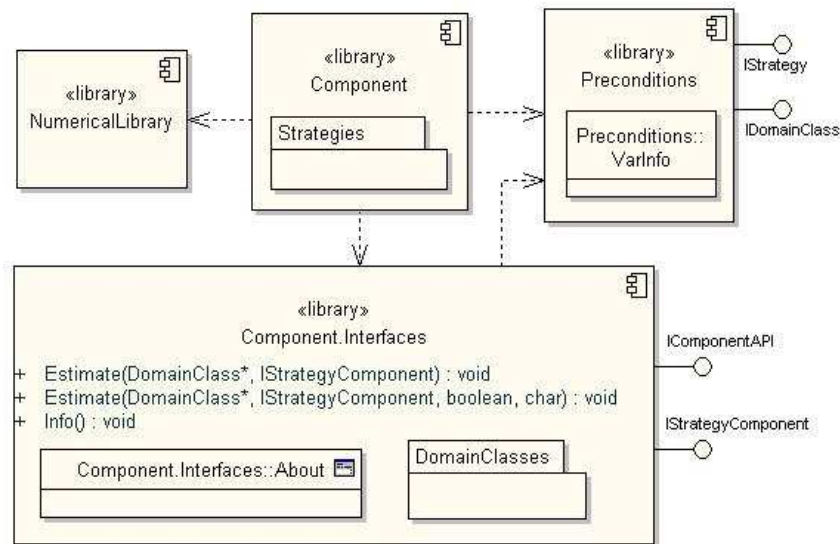 «library»
NumericalLibrary
«library»
Component
Strategies
«library»
Preconditions
Preconditions::
VarInfo
IStrategy
IDomainClass
«library»
Component.Interfaces
+ Estimate(DomainClass*, IStrategyComponent) : void
+ Estimate(DomainClass*, IStrategyComponent, boolean, char) : void
+ Info() : void
Component.Interfaces::About
DomainClasses
IComponentAPI
IStrategyComponent